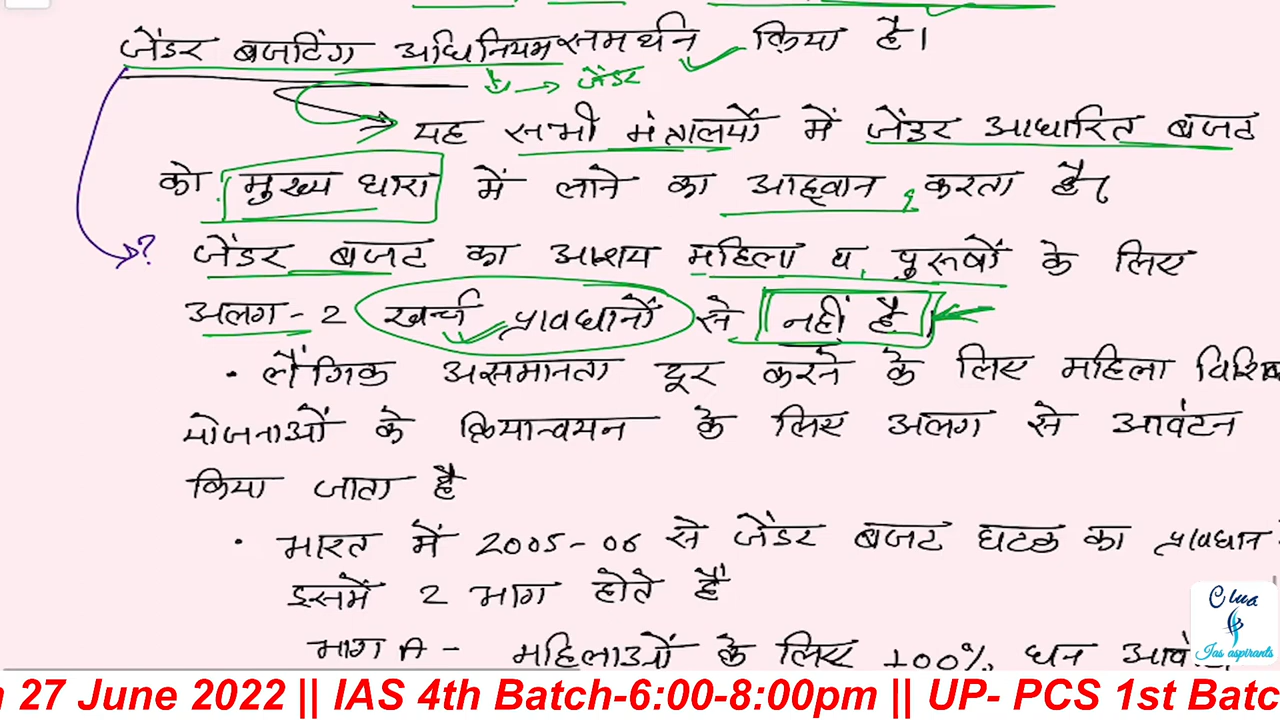 जेंडर बजटिंग अधिनियम समर्थन किया है।
→ जेंडर
यह सभी मंत्रालयों में जेंडर आधारित बजट
को मुख्य धारा में लाने का आह्वान करता है।
? जेंडर बजट का आशय महिला व पुरुषों के लिए
अलग-2 खर्च प्रावधानों से नहीं है।
• लैंगिक असमानता दूर करने के लिए महिला
योजनाओं के क्रियान्वयन के लिए अलग से आवंटन
किया जाता है
• भारत में 2005-06 से जेंडर बजट घटक का प्रावधान
इसमें 2 भाग होते हैं
भाग A - महिलाओं के लिए 100% धन
Clua
Ias aspirants
27 June 2022 || IAS 4th Batch-6:00-8:00pm || UP- PCS 1st Batc